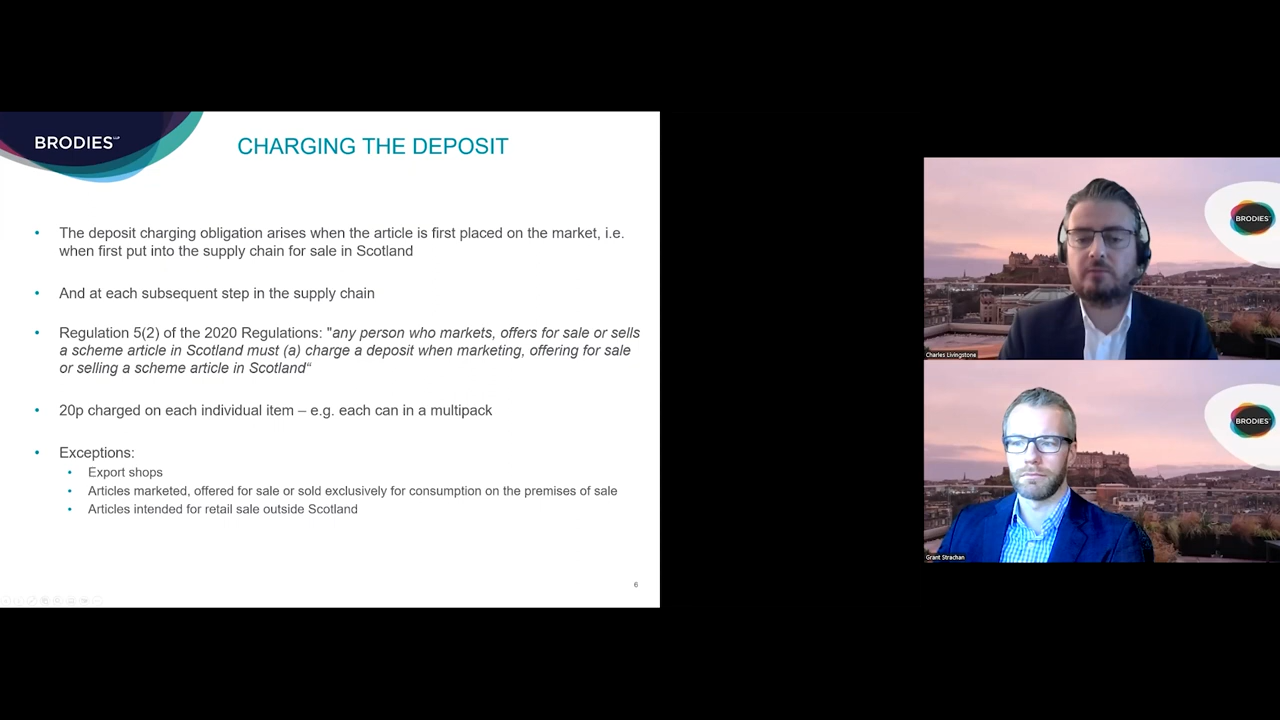 BRODIES LLP
CHARGING THE DEPOSIT
• The deposit charging obligation arises when the article is first placed on the market, i.e.
when first put into the supply chain for sale in Scotland
• And at each subsequent step in the supply chain
• Regulation 5(2) of the 2020 Regulations: "any person who markets, offers for sale or sells
a scheme article in Scotland must (a) charge a deposit when marketing, offering for sale
or selling a scheme article in Scotland“
• 20p charged on each individual item – e.g. each can in a multipack
• Exceptions:
• Export shops
• Articles marketed, offered for sale or sold exclusively for consumption on the premises of sale
• Articles intended for retail sale outside Scotland
6
BRODIES
Charles Livingstone
BRODIES
Grant Strachan